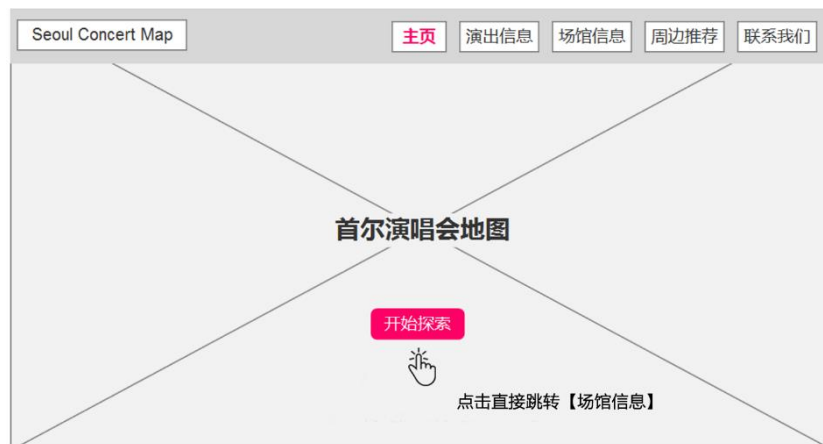 Seoul Concert Map
主页 演出信息 场馆信息 周边推荐 联系我们
首尔演唱会地图
开始探索
点击直接跳转【场馆信息】